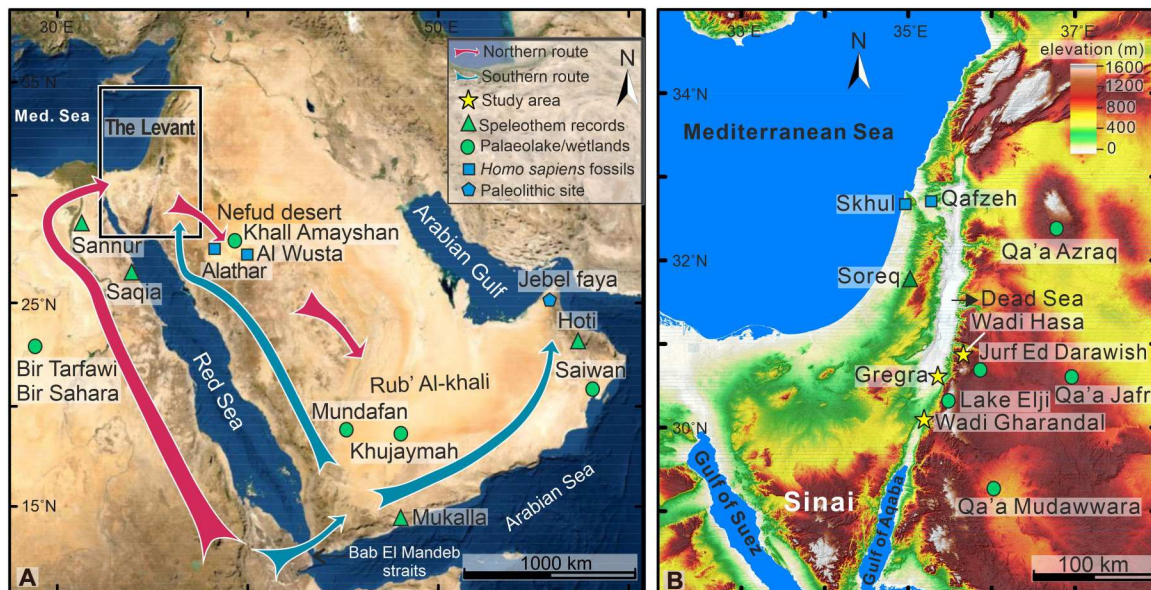 30°E
50°E
35°N
Med. Sea
The Levant
N
Northern route
Southern route
Study area
Speleothem records
Palaeolake/wetlands
Homo sapiens fossils
Paleolithic site
Nefud desert
Khall Amayshan
Al Wusta
Alathar
Sannur
Saqia
Arabian Gulf
Jebel faya
25°N
Hoti
Saiwan
Bir Tarfawi
Bir Sahara
Red Sea
Rub' Al-khali
Mundafan
Khujaymah
15°N
Mukalla
Arabian Sea
Bab El Mandeb
straits
1000 km
A
33°E
35°E
37°E
N
elevation (m)
1600
1200
800
400
0
34°N
Mediterranean Sea
Skhul
Qafzeh
Qa'a Azraq
32°N
Soreq
Dead Sea
Wadi Hasa
Jurf Ed Darawish
Gregra
Qa'a Jafr
Lake Elji
30°N
Wadi Gharandal
Sinai
Gulf of Suez
Gulf of Aqaba
Qa'a Mudawwara
100 km
B